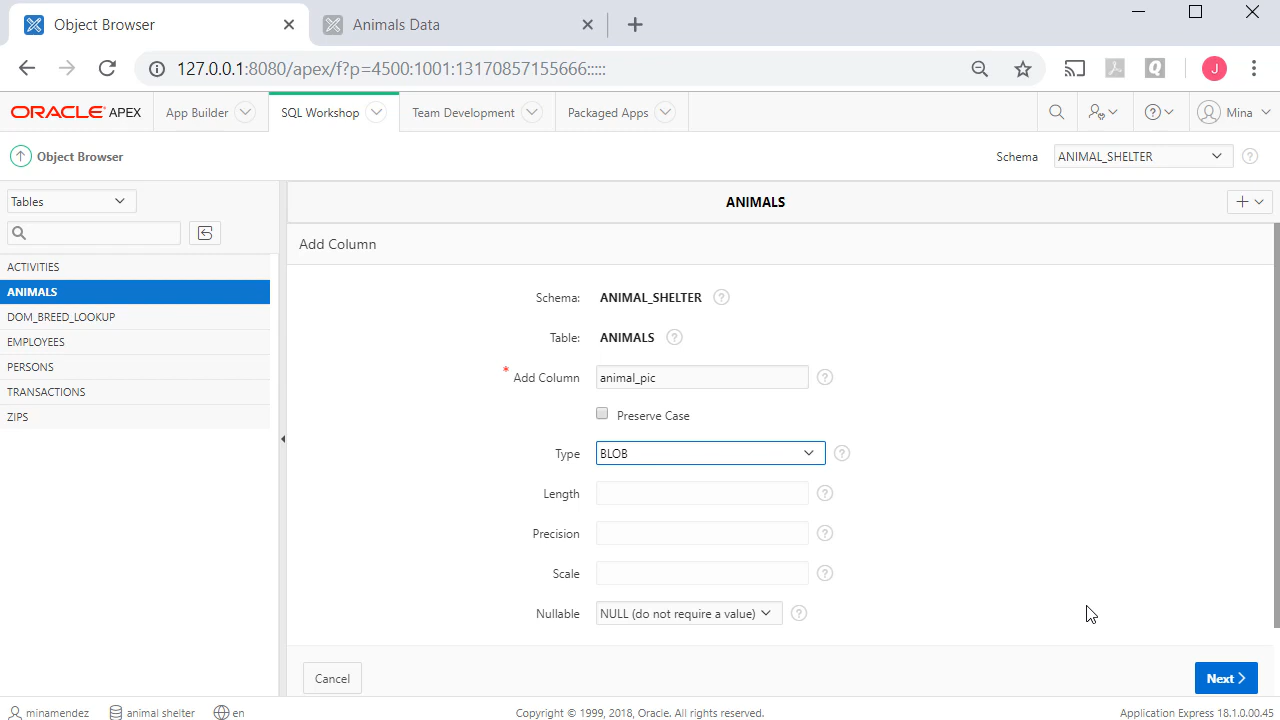 Object Browser
Animals Data
127.0.0.1:8080/apex/f?p=4500:1001:13170857155666:::::
J
ORACLE APEX
App Builder
SQL Workshop
Team Development
Packaged Apps
Mina
Object Browser
Schema
ANIMAL_SHELTER
Tables
ACTIVITIES
ANIMALS
DOM_BREED_LOOKUP
EMPLOYEES
PERSONS
TRANSACTIONS
ZIPS
ANIMALS
Add Column
Schema: ANIMAL_SHELTER
Table: ANIMALS
* Add Column animal_pic
Preserve Case
Type BLOB
Length
Precision
Scale
Nullable NULL (do not require a value)
Cancel
Next
minamendez
animal shelter
en
Copyright © 1999, 2018, Oracle. All rights reserved.
Application Express 18.1.0.00.45